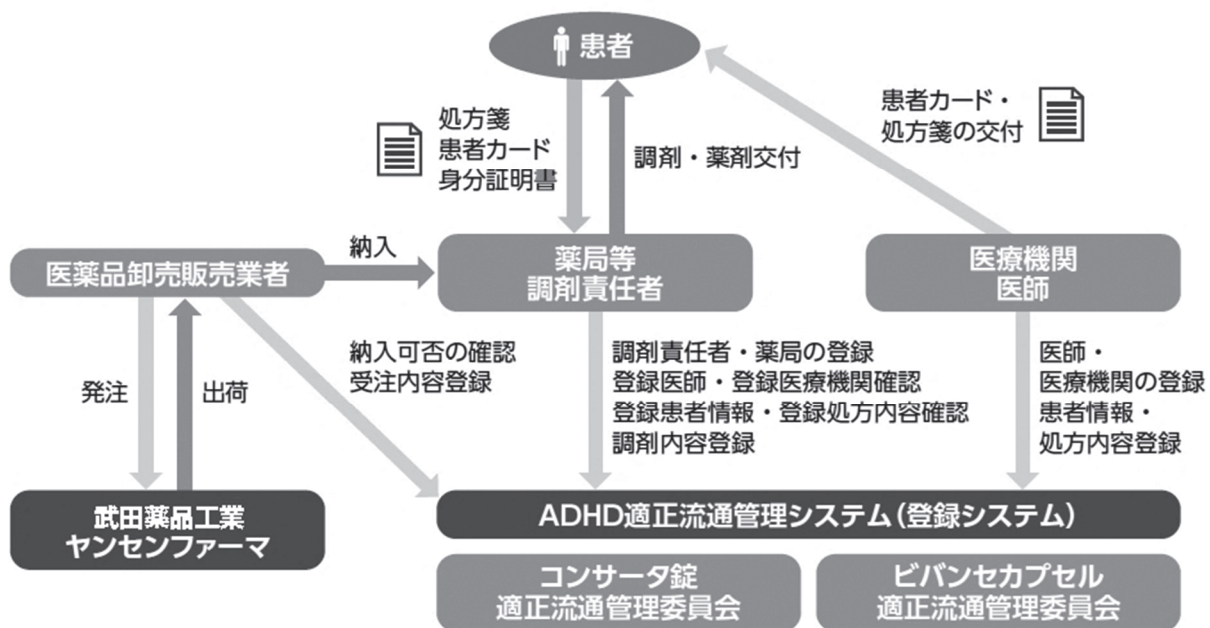 患者
処方箋
患者カード
身分証明書
調剤・薬剤交付
患者カード・
処方箋の交付
医薬品卸売販売業者
納入
薬局等
調剤責任者
医療機関
医師
発注
出荷
納入可否の確認
受注内容登録
調剤責任者・薬局の登録
登録医師・登録医療機関確認
登録患者情報・登録処方内容確認
調剤内容登録
医師・
医療機関の登録
患者情報・
処方内容登録
武田薬品工業
ヤンセンファーマ
ADHD適正流通管理システム(登録システム)
コンサータ錠
適正流通管理委員会
ビバンセカプセル
適正流通管理委員会